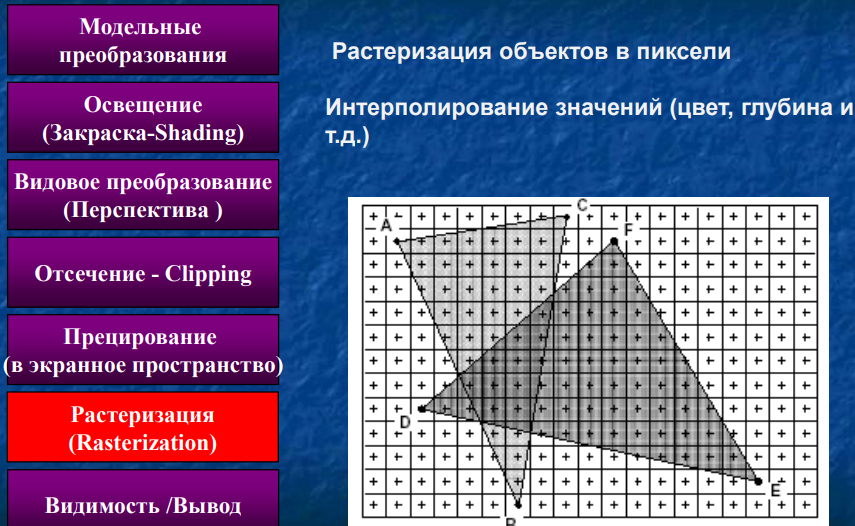 Модельные
преобразования
Освещение
(Закраска-Shading)
Видовое преобразование
(Перспектива )
Отсечение - Clipping
Прецирование
(в экранное пространство)
Растеризация
(Rasterization)
Видимость /Вывод
Растеризация объектов в пиксели
Интерполирование значений (цвет, глубина и
т.д.)
C
A
F
D
E
B